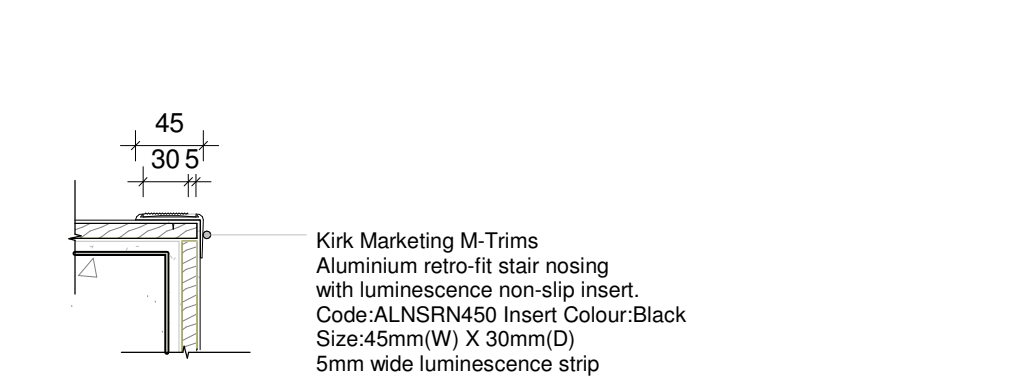 45
30 5
Kirk Marketing M-Trims
Aluminium retro-fit stair nosing
with luminescence non-slip insert.
Code:ALNSRN450 Insert Colour:Black
Size:45mm(W) X 30mm(D)
5mm wide luminescence strip